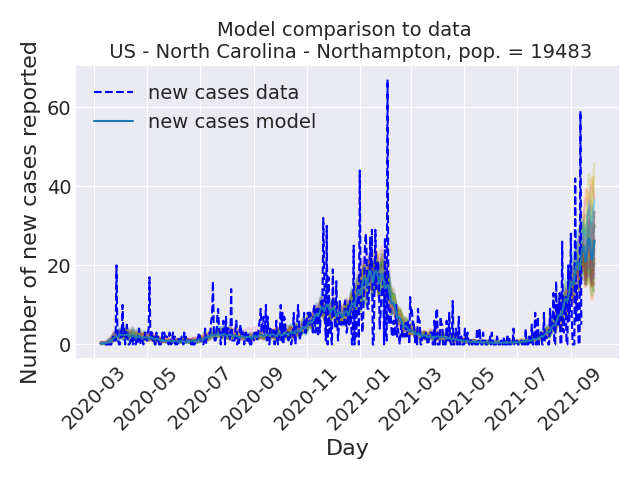 Model comparison to data
US - North Carolina - Northampton, pop. = 19483
Number of new cases reported
60
40
20
0
new cases data
new cases model
2020-03
2020-05
2020-07
2020-09
2020-11
2021-01
2021-03
2021-05
2021-07
2021-09
Day